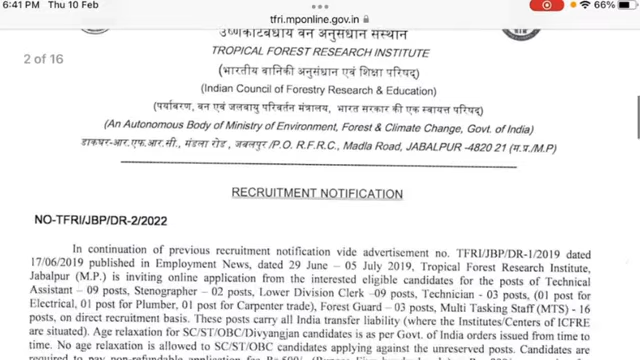 6:41 PM Thu 10 Feb
tfri.mponline.gov.in
66%
2 of 16
उष्णकटिबंधीय वन अनुसंधान संस्थान
TROPICAL FOREST RESEARCH INSTITUTE
(भारतीय वानिकी अनुसंधान एवं शिक्षा परिषद)
(Indian Council of Forestry Research & Education)
(पर्यावरण, वन एवं जलवायु परिवर्तन मंत्रालय, भारत सरकार की एक स्वायत्त परिषद)
(An Autonomous Body of Ministry of Environment, Forest & Climate Change, Govt. of India)
डाकघर-आर.एफ.आर.सी., मंडला रोड, जबलपुर /P.O. R.F.R.C., Madla Road, JABALPUR -4820 21 (म.प्र./M.P)
RECRUITMENT NOTIFICATION
NO-TFRI/JBP/DR-2/2022
In continuation of previous recruitment notification vide advertisement no. TFRI/JBP/DR-1/2019 dated
17/06/2019 published in Employment News, dated 29 June – 05 July 2019, Tropical Forest Research Institute,
Jabalpur (M.P.) is inviting online application from the interested eligible candidates for the posts of Technical
Assistant – 09 posts, Stenographer – 02 posts, Lower Division Clerk –09 posts, Technician - 03 posts, (01 post for
Electrical, 01 post for Plumber, 01 post for Carpenter trade), Forest Guard – 03 posts, Multi Tasking Staff (MTS) - 16
posts, on direct recruitment basis. These posts carry all India transfer liability (where the Institutes/Centers of ICFRE
are situated). Age relaxation for SC/ST/OBC/Divyangjan candidates is as per Govt. of India orders issued from time to
time. No age relaxation is allowed to SC/ST/OBC candidates applying against the unreserved posts. Candidates are
required to pay non-refundable application fee